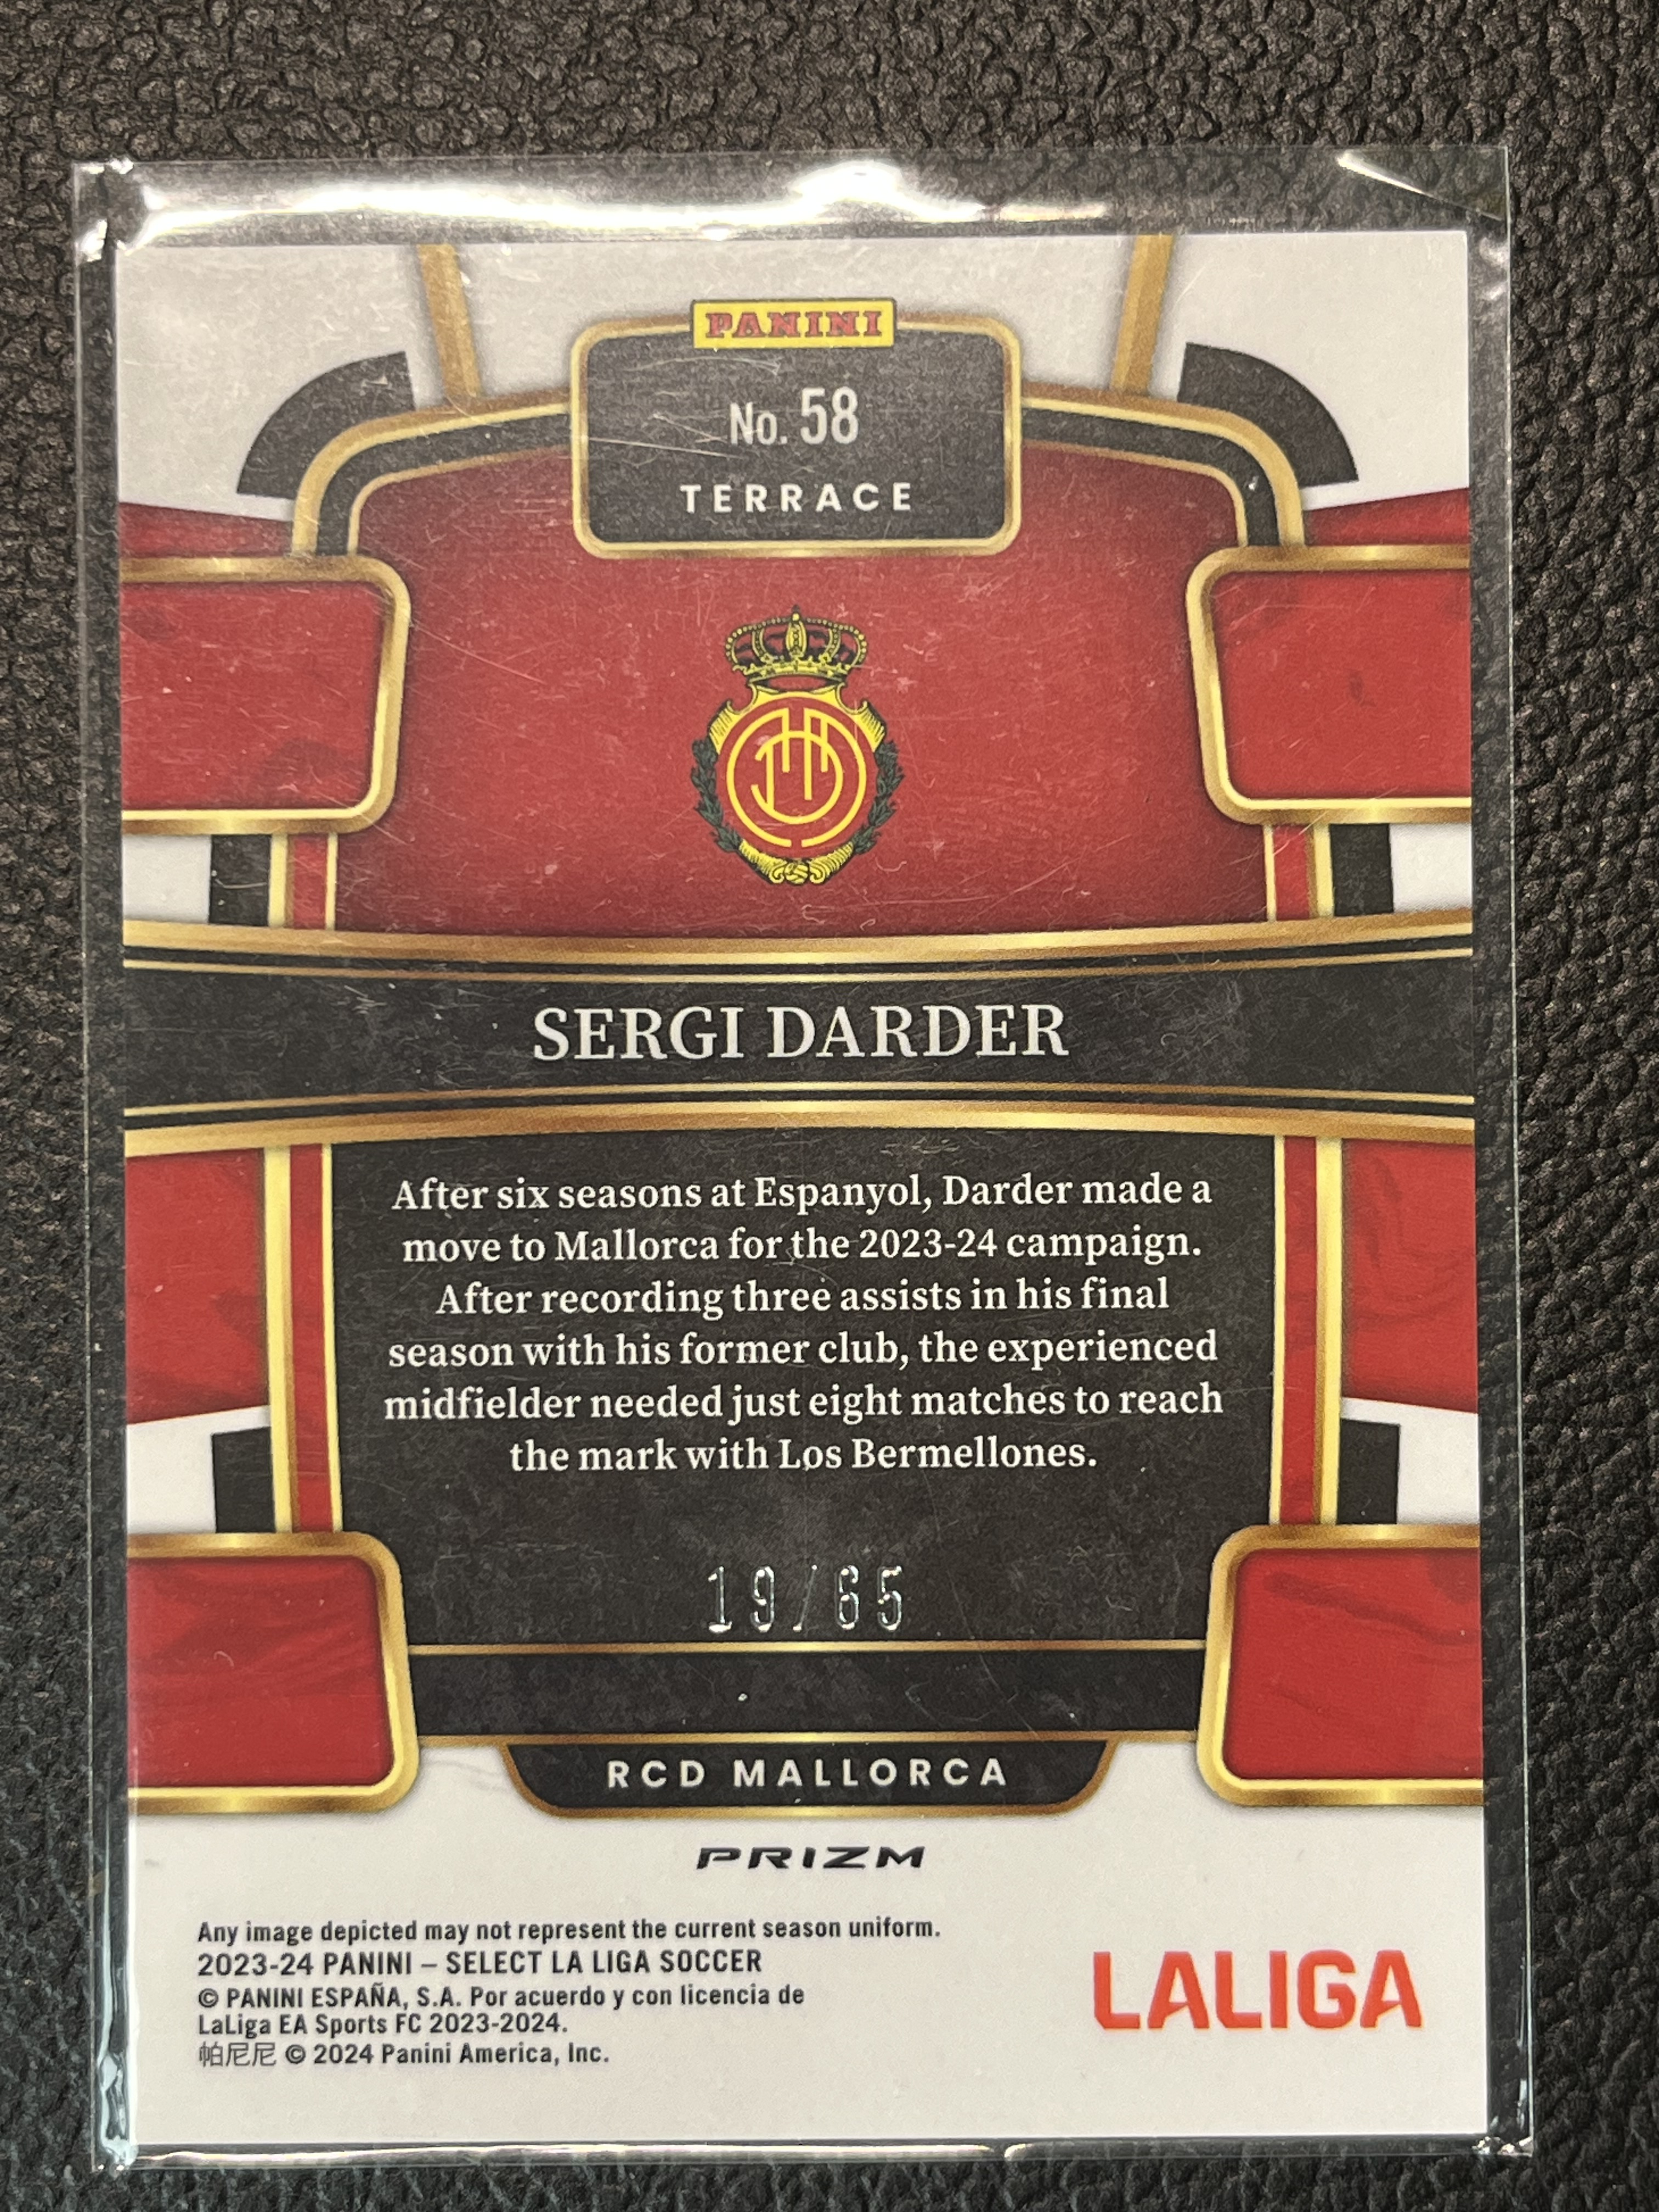 PANINI
No. 58
TERRACE
SERGI DARDER
After six seasons at Espanyol, Darder made a
move to Mallorca for the 2023-24 campaign.
After recording three assists in his final
season with his former club, the experienced
midfielder needed just eight matches to reach
the mark with Los Bermellones.
19/65
RCD MALLORCA
PRIZM
Any image depicted may not represent the current season uniform.
2023-24 PANINI – SELECT LA LIGA SOCCER
© PANINI ESPAÑA, S.A. Por acuerdo y con licencia de
LaLiga EA Sports FC 2023-2024.
帕尼尼 © 2024 Panini America, Inc.
LALIGA